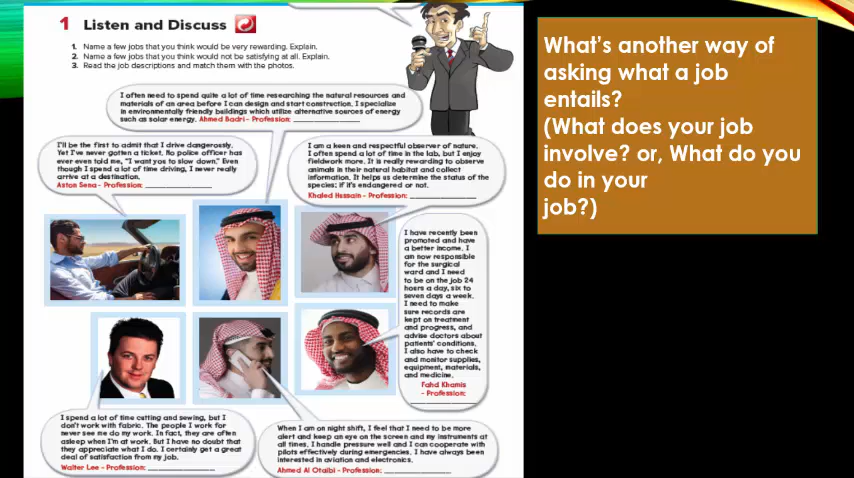 1 Listen and Discuss
1. Name a few jobs that you think would be very rewarding. Explain.
2. Name a few jobs that you think would not be satisfying at all. Explain.
3. Read the job descriptions and match them with the photos.
I often need to spend quite a lot of time researching the natural resources and
materials of an area before I can design and start construction. I specialize
in environmentally friendly buildings which utilize alternative sources of energy
such as solar energy. Ahmed Badri - Profession: _______________
I'll be the first to admit that I drive dangerously.
Yet I've never gotten a ticket. No police officer has
ever even told me, "I want you to slow down." Even
though I spend a lot of time driving, I never really
arrive at a destination.
Aston Sena - Profession: _______________
I am a keen and respectful observer of nature.
I often spend a lot of time in the lab, but I enjoy
fieldwork more. It is really rewarding to observe
animals in their natural habitat and collect
information. It helps us determine the status of the
species; if it's endangered or not.
Khaled Hussain - Profession: _______________
I have recently been
promoted and have
a better income. I
am now responsible
for the surgical
ward and I need
to be on the job 24
hours a day, six to
seven days a week.
I need to make
sure records are
kept on treatment
and progress, and
advise doctors about
patients' conditions.
I also have to check
and monitor supplies,
equipment, materials,
and medicine.
Fahd Khamis
- Profession:
_______________
I spend a lot of time cutting and sewing, but I
don't work with fabric. The people I work for
never see me do my work. In fact, they are often
asleep when I'm at work. But I have no doubt that
they appreciate what I do. I certainly get a great
deal of satisfaction from my job.
Walter Lee - Profession: _______________
When I am on night shift, I feel that I need to be more
alert and keep an eye on the screen and my instruments at
all times. I handle pressure well and I can cooperate with
pilots effectively during emergencies. I have always been
interested in aviation and electronics.
Ahmed Al Otaibi - Profession: _______________
What's another way of
asking what a job
entails?
(What does your job
involve? or, What do you
do in your
job?)